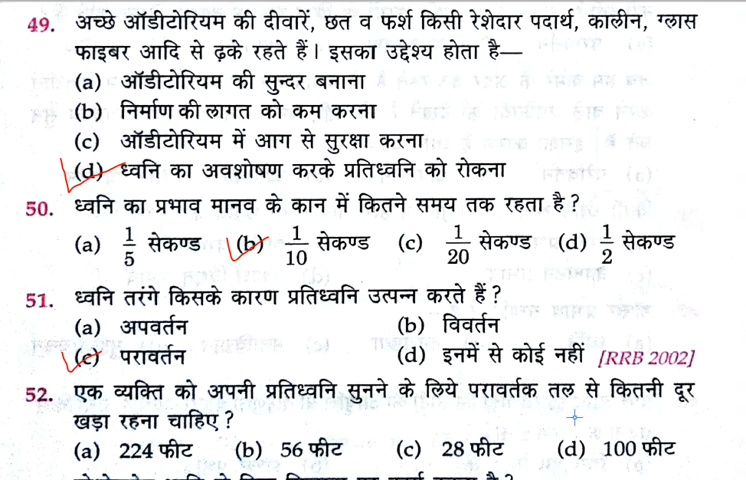 49. अच्छे ऑडीटोरियम की दीवारें, छत व फर्श किसी रेशेदार पदार्थ, कालीन, ग्लास
फाइबर आदि से ढ़के रहते हैं। इसका उद्देश्य होता है—
(a) ऑडीटोरियम की सुन्दर बनाना
(b) निर्माण की लागत को कम करना
(c) ऑडीटोरियम में आग से सुरक्षा करना
(d) ध्वनि का अवशोषण करके प्रतिध्वनि को रोकना
50. ध्वनि का प्रभाव मानव के कान में कितने समय तक रहता है ?
(a) 1/5 सेकण्ड (b) 1/10 सेकण्ड (c) 1/20 सेकण्ड (d) 1/2 सेकण्ड
51. ध्वनि तरंगे किसके कारण प्रतिध्वनि उत्पन्न करते हैं ?
(a) अपवर्तन (b) विवर्तन
(c) परावर्तन (d) इनमें से कोई नहीं [RRB 2002]
52. एक व्यक्ति को अपनी प्रतिध्वनि सुनने के लिये परावर्तक तल से कितनी दूर
खड़ा रहना चाहिए ?
(a) 224 फीट (b) 56 फीट (c) 28 फीट (d) 100 फीट